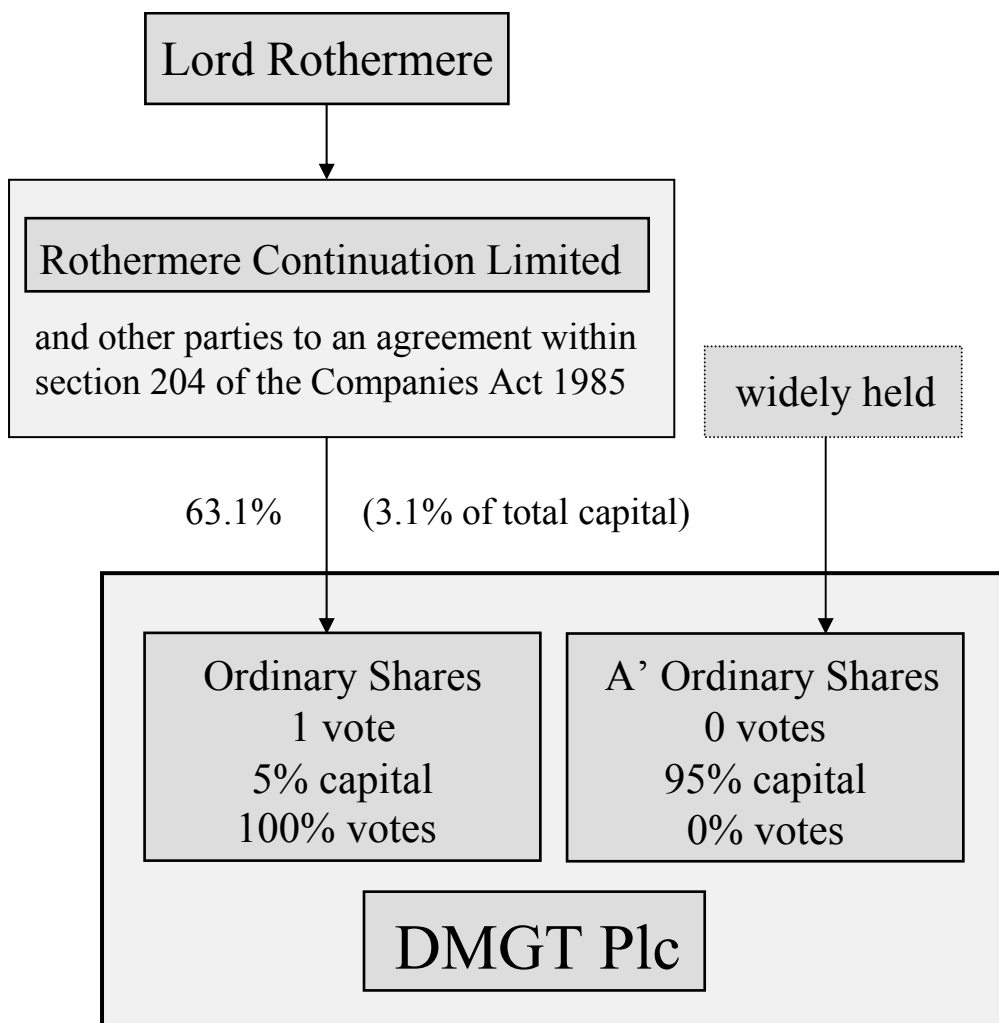 Lord Rothermere
Rothermere Continuation Limited
and other parties to an agreement within
section 204 of the Companies Act 1985
widely held
63.1% (3.1% of total capital)
Ordinary Shares
1 vote
5% capital
100% votes
A’ Ordinary Shares
0 votes
95% capital
0% votes
DMGT Plc